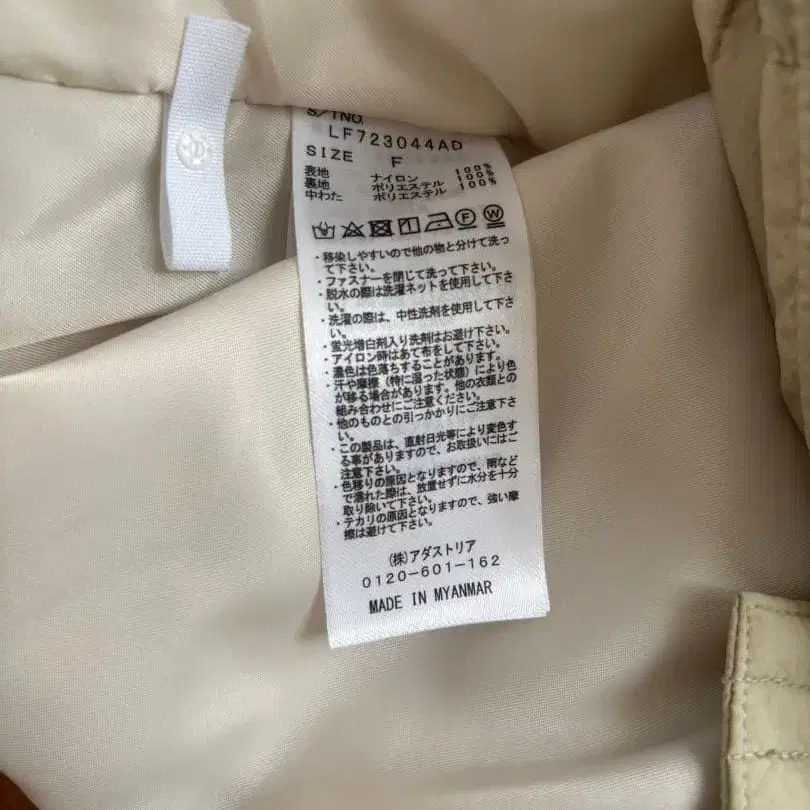 S/TNO.
LF723044AD
SIZE F
表地 ナイロン 100%
裏地 ポリエステル 100%
中わた ポリエステル 100%
F W
・移染しやすいので他の物と分けて洗っ
て下さい。
・ファスナーを閉じて洗って下さい。
・脱水の際は洗濯ネットを使用して下さ
い。
・洗濯の際は、中性洗剤を使用して下さ
い。
・蛍光増白剤入り洗剤はお避け下さい。
・アイロン時はあて布をして下さい。
・濃色は色落ちすることがあります。
・汗や摩擦（特に湿った状態）により色
が移る場合があります。他の衣類との
組み合わせにご注意ください。
・他のものとの引っかかりにご注意下さ
い。
・この製品は、直射日光等により変色す
る事がありますので、お取扱いにはご
注意下さい。
・色移りの原因となりますので、雨など
で濡れた際は、放置せずに水分を十分
取り除いて下さい。
・テカリの原因となりますので、強い摩
擦は避けて下さい。
(株)アダストリア
0120-601-162
MADE IN MYANMAR